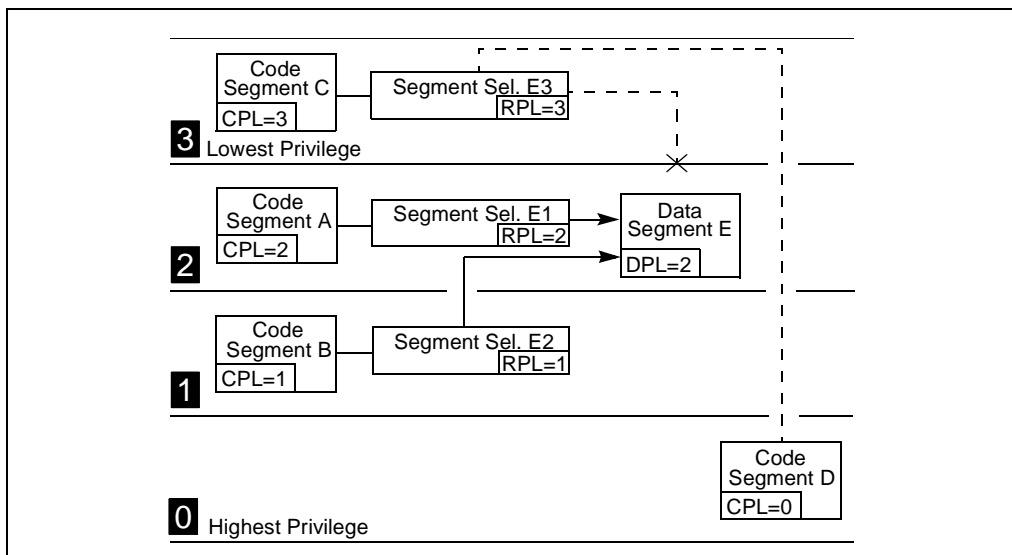 Code
Segment C
CPL=3
Segment Sel. E3
RPL=3
3
Lowest Privilege
Code
Segment A
CPL=2
Segment Sel. E1
RPL=2
Data
Segment E
DPL=2
2
Code
Segment B
CPL=1
Segment Sel. E2
RPL=1
1
Code
Segment D
CPL=0
0
Highest Privilege